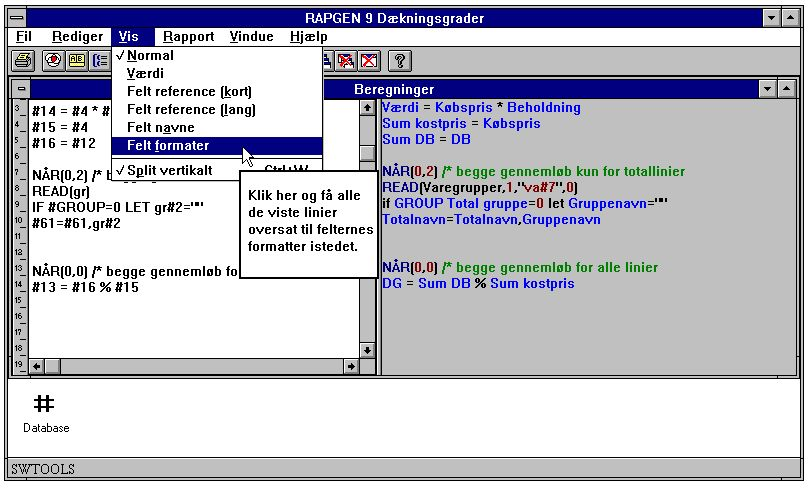 RAPGEN 9 Dækningsgrader
Fil Rediger Vis Rapport Vindue Hjælp
Normal
Værdi
Felt reference (kort)
Felt reference (lang)
Felt navne
Felt formater
Split vertikalt
Klik her og få alle
de viste linier
oversat til felternes
formatter istedet.
Beregninger
3 #14 = #4 * #
4 #15 = #4
5 #16 = #12
6
7 NÅR(0,2) /* b
8 READ(gr)
9 IF #GROUP=0 LET gr#2=""
10 #61=#61,gr#2
11
12
13 NÅR(0,0) /* begge gennemløb fo
14 #13 = #16 % #15
15
16
17
18
19
Værdi = Købspris * Beholdning
Sum kostpris = Købspris
Sum DB = DB
NÅR(0,2) /* begge gennemløb kun for totallinier
READ(Varegrupper,1,"va#7",0)
if GROUP Total gruppe=0 let Gruppenavn=""
Totalnavn=Totalnavn,Gruppenavn
NÅR(0,0) /* begge gennemløb for alle linier
DG = Sum DB % Sum kostpris
#
Database
SWTOOLS